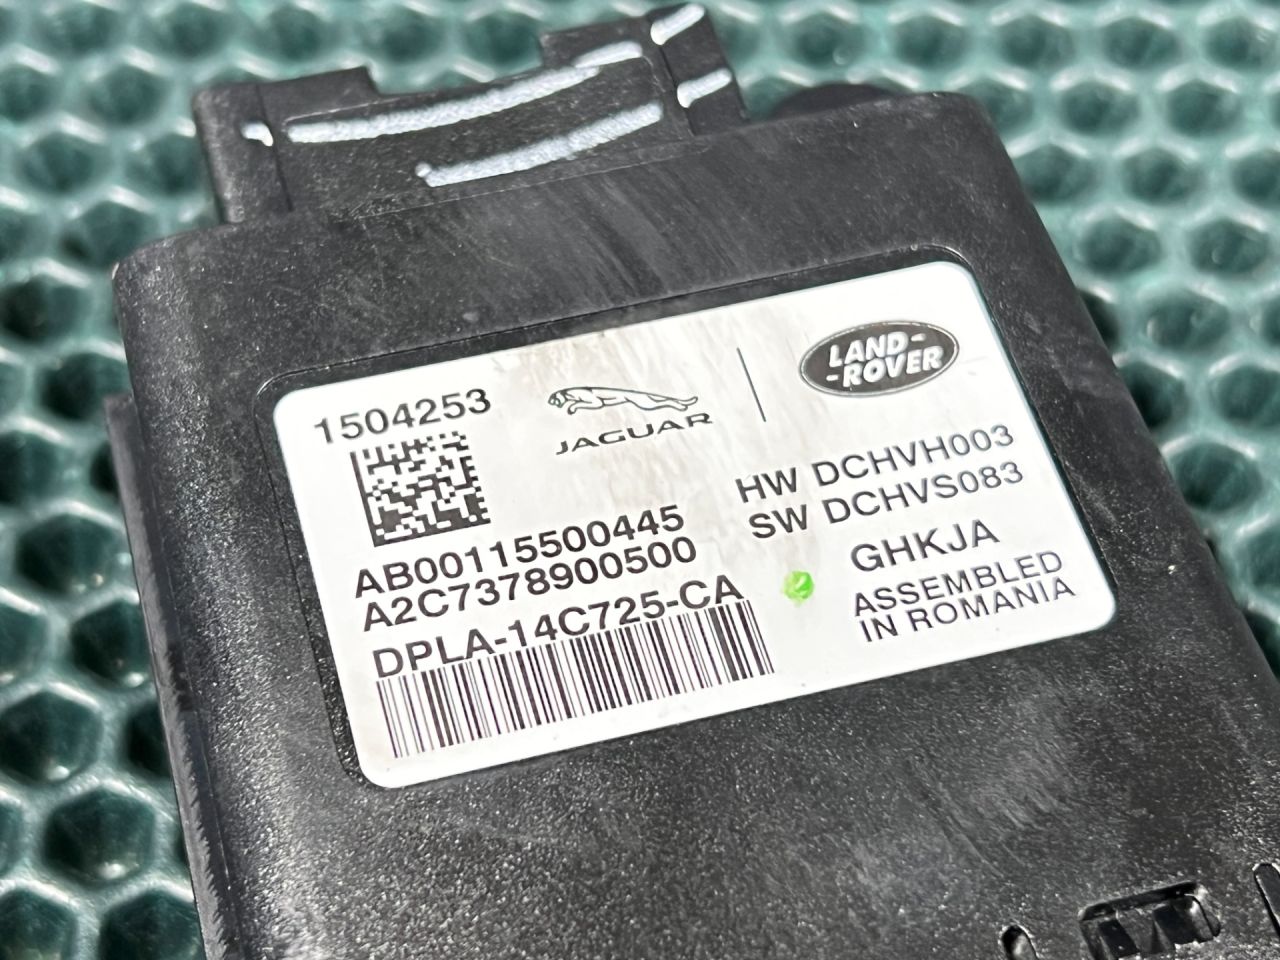 1504253
JAGUAR
LAND-
-ROVER
HW DCHVH003
SW DCHVS083
GHKJA
ASSEMBLED
IN ROMANIA
AB00115500445
A2C7378900500
DPLA-14C725-CA